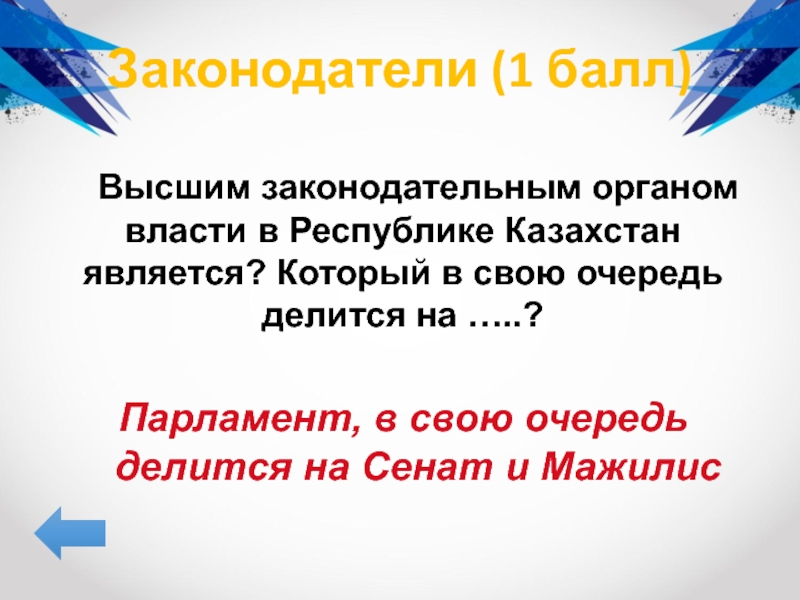 Законодатели (1 балл)
Высшим законодательным органом
власти в Республике Казахстан
является? Который в свою очередь
делится на …..?
Парламент, в свою очередь
делится на Сенат и Мажилис